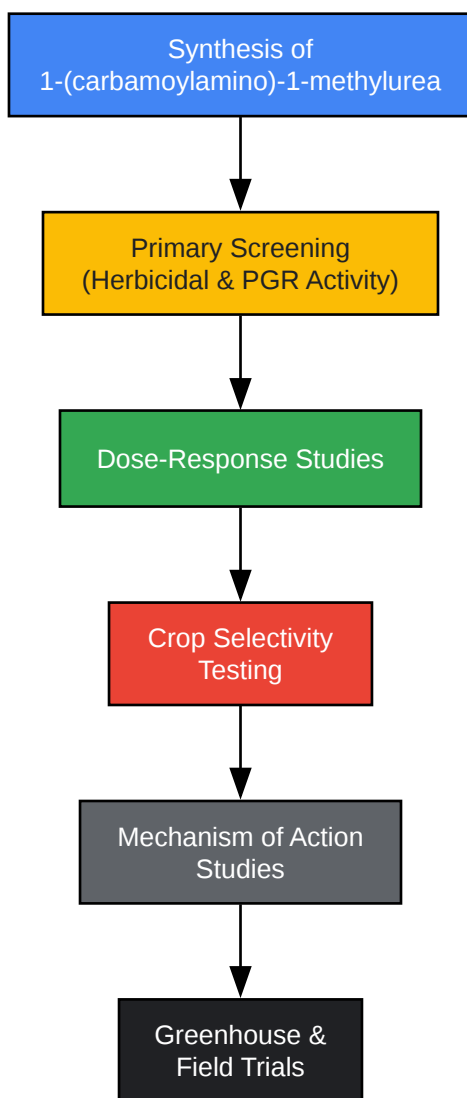 Synthesis of
1-(carbamoylamino)-1-methylurea
Primary Screening
(Herbicidal & PGR Activity)
Dose-Response Studies
Crop Selectivity
Testing
Mechanism of Action
Studies
Greenhouse &
Field Trials